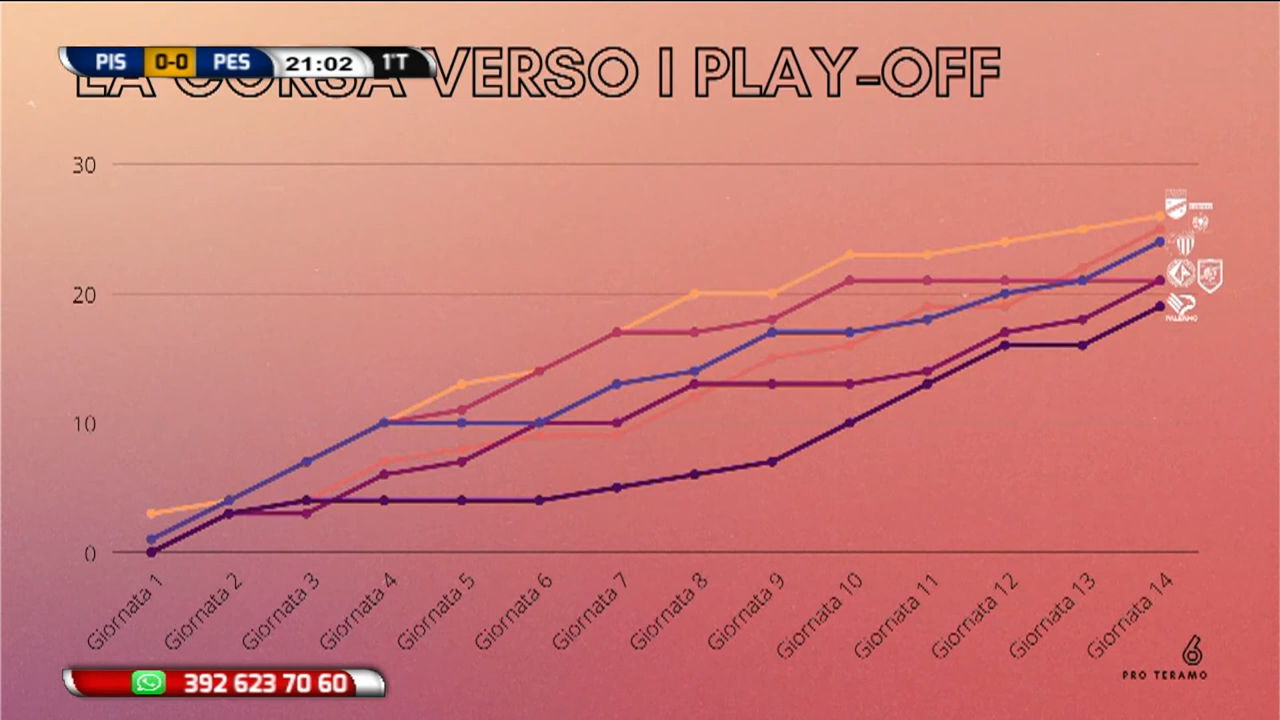 PIS 0-0 PES 21:02 1°T
LA CORSA VERSO I PLAY-OFF
30
20
10
0
PALERMO
Giornata 1
Giornata 2
Giornata 3
Giornata 4
Giornata 5
Giornata 6
Giornata 7
Giornata 8
Giornata 9
Giornata 10
Giornata 11
Giornata 12
Giornata 13
Giornata 14
6
PRO TERAMO
392 623 70 60